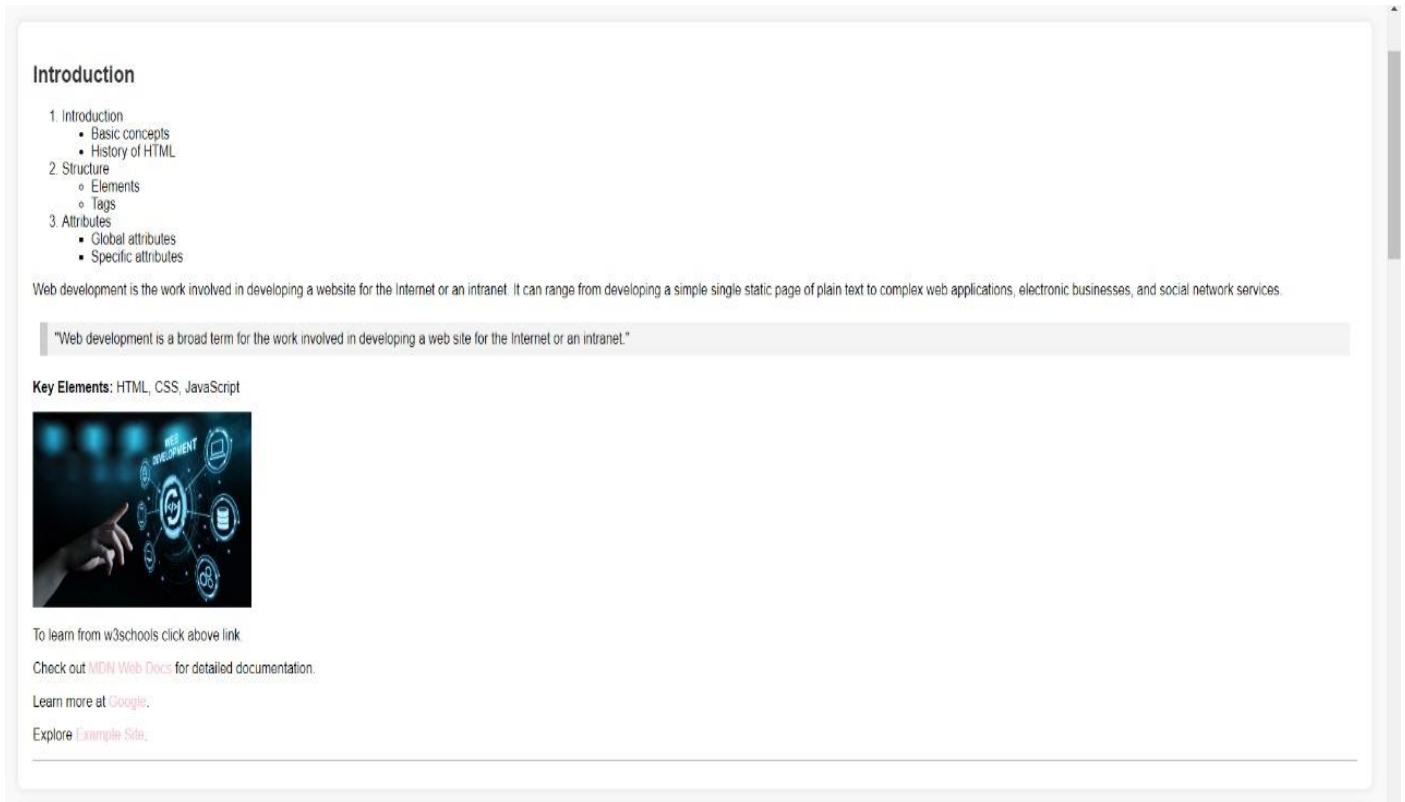 Introduction
1. Introduction
• Basic concepts
• History of HTML
2. Structure
◦ Elements
◦ Tags
3. Attributes
▪ Global attributes
▪ Specific attributes
Web development is the work involved in developing a website for the Internet or an intranet. It can range from developing a simple single static page of plain text to complex web applications, electronic businesses, and social network services.
"Web development is a broad term for the work involved in developing a web site for the Internet or an intranet."
Key Elements: HTML, CSS, JavaScript
WEB
DEVELOPMENT
</>
To learn from w3schools click above link.
Check out MDN Web Docs for detailed documentation.
Learn more at Google.
Explore Example Site.